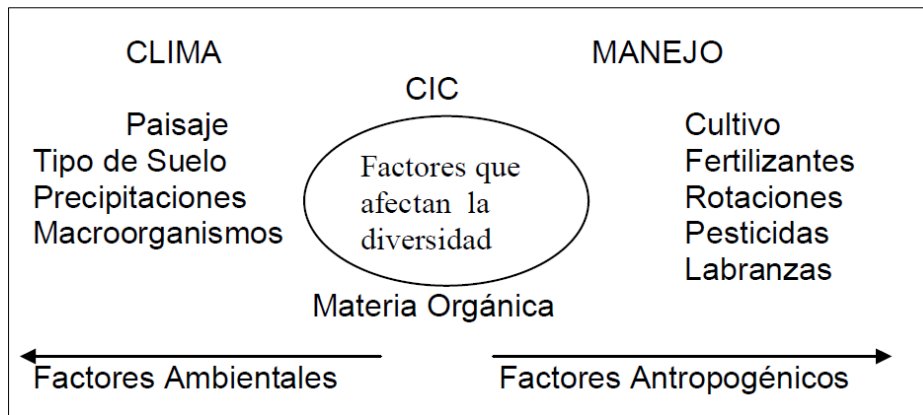 CLIMA
MANEJO
CIC
Paisaje
Tipo de Suelo
Precipitaciones
Macroorganismos
Factores que
afectan la
diversidad
Cultivo
Fertilizantes
Rotaciones
Pesticidas
Labranzas
Materia Orgánica
Factores Ambientales
Factores Antropogénicos